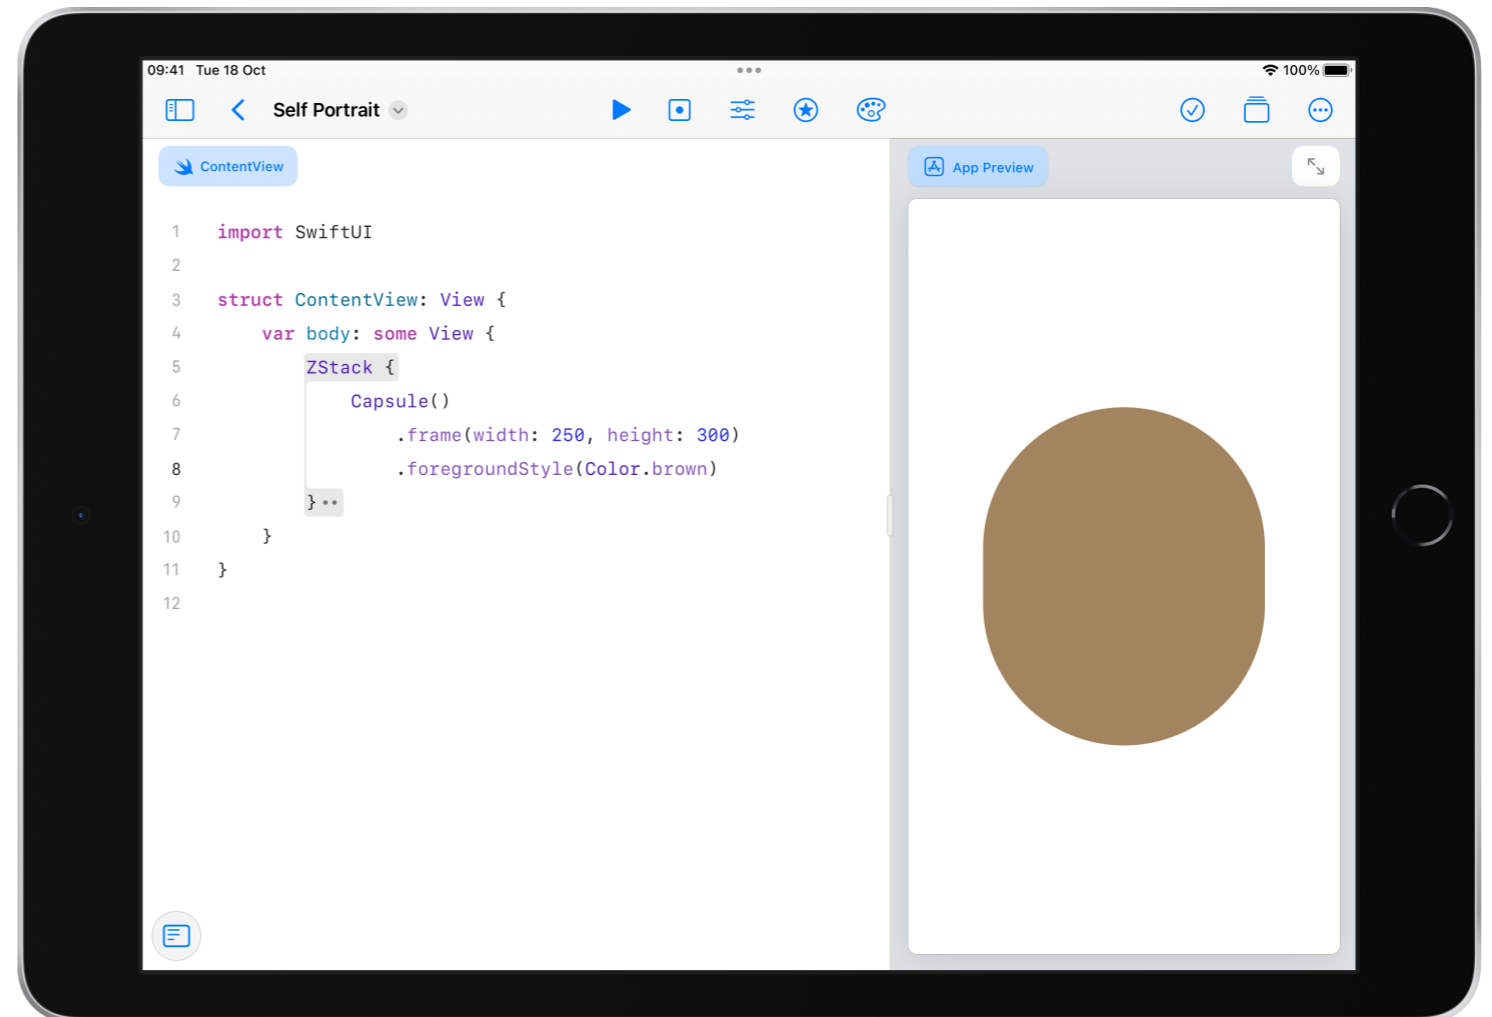 09:41 Tue 18 Oct
100%
Self Portrait
ContentView
App Preview
1 import SwiftUI
2
3 struct ContentView: View {
4 var body: some View {
5 ZStack {
6 Capsule()
7 .frame(width: 250, height: 300)
8 .foregroundStyle(Color.brown)
9 }
10 }
11 }
12